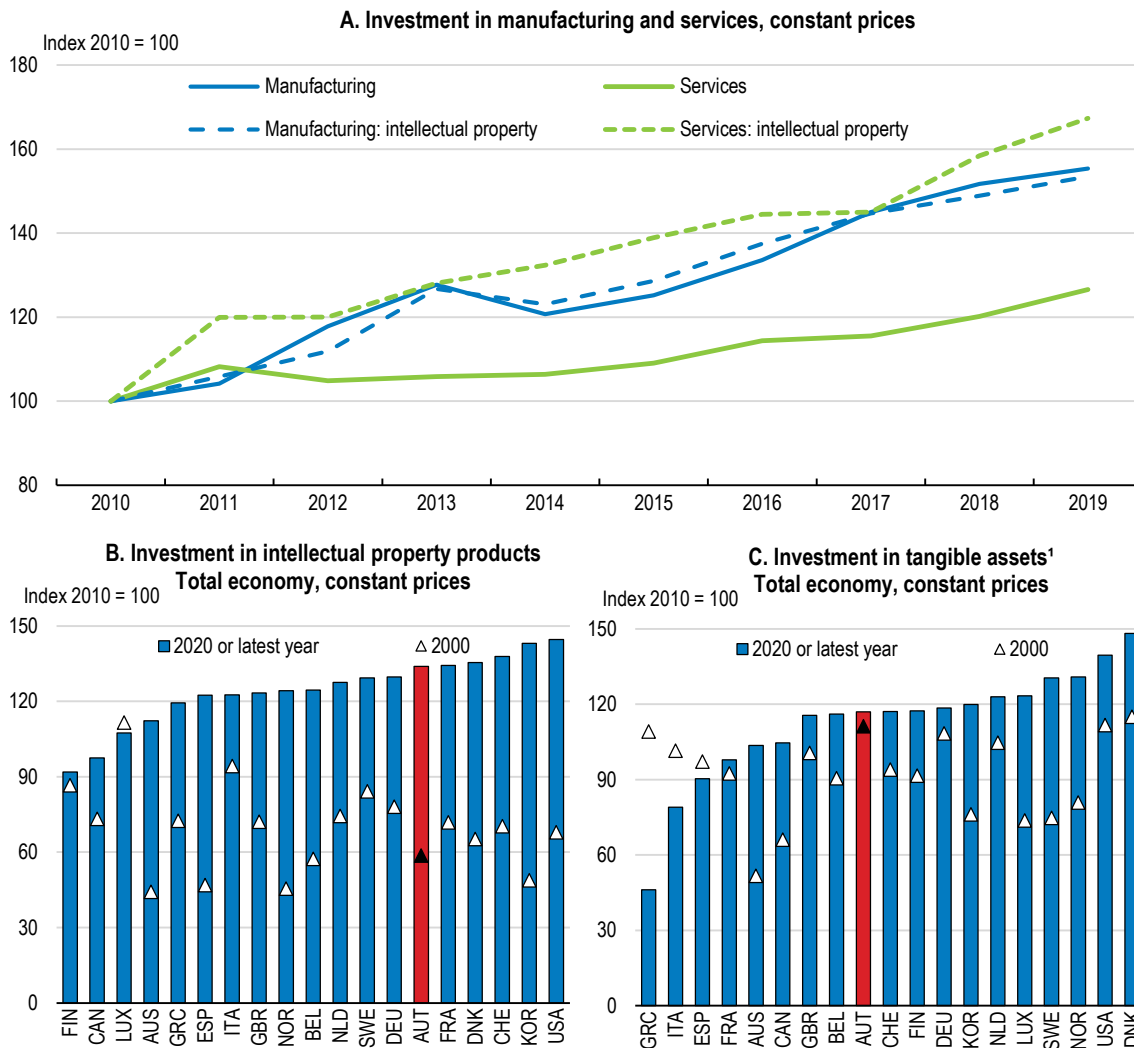 A. Investment in manufacturing and services, constant prices
Index 2010 = 100
180
160
140
120
100
80
Manufacturing
Services
Manufacturing: intellectual property
Services: intellectual property
2010 2011 2012 2013 2014 2015 2016 2017 2018 2019
B. Investment in intellectual property products
Total economy, constant prices
Index 2010 = 100
150
120
90
60
30
0
2020 or latest year
2000
FIN CAN LUX AUS GRC ESP ITA GBR NOR BEL NLD SWE DEU AUT FRA DNK CHE KOR USA
C. Investment in tangible assets¹
Total economy, constant prices
Index 2010 = 100
150
120
90
60
30
0
2020 or latest year
2000
GRC ITA ESP FRA AUS CAN GBR BEL AUT CHE FIN DEU KOR NLD LUX SWE NOR USA DNK